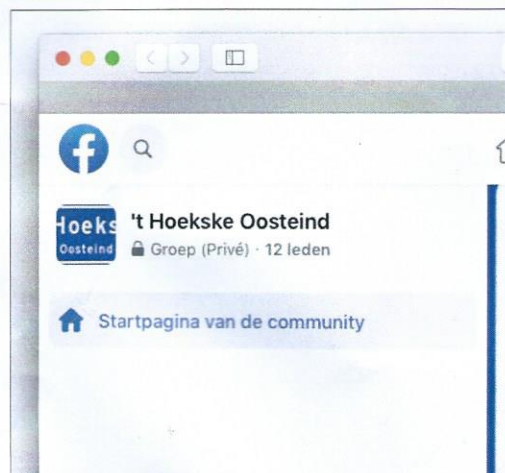 Hoeks
Oosteind
't Hoekske Oosteind
Groep (Privé) · 12 leden
Startpagina van de community